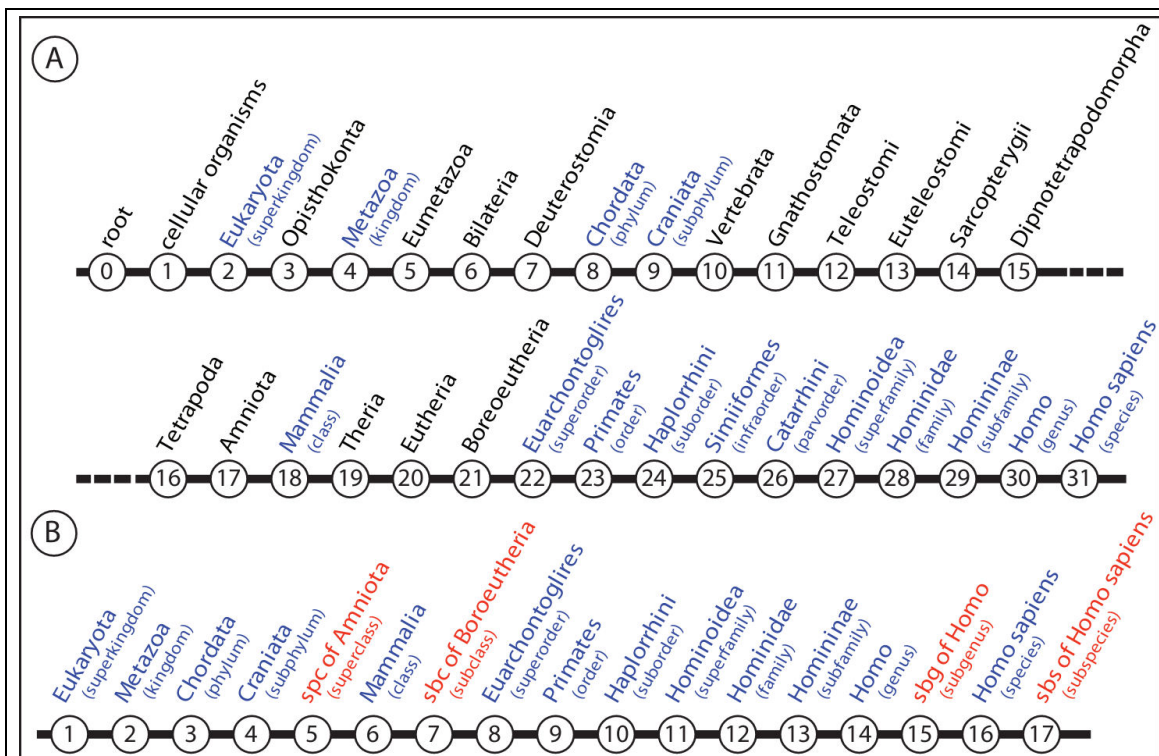 A
root
cellular organisms
Eukaryota
(superkingdom)
Opisthokonta
Metazoa
(kingdom)
Eumetazoa
Bilateria
Deuterostomia
Chordata
(phylum)
Craniata
(subphylum)
Vertebrata
Gnathostomata
Teleostomi
Euteleostomi
Sarcopterygii
Dipnotetrapodomorpha
0 1 2 3 4 5 6 7 8 9 10 11 12 13 14 15
Tetrapoda
Amniota
Mammalia
(class)
Theria
Eutheria
Boreoeutheria
Euarchontoglires
(superorder)
Primates
(order)
Haplorrhini
(suborder)
Simiiformes
(infraorder)
Catarrhini
(parvorder)
Hominoidea
(superfamily)
Hominidae
(family)
Homininae
(subfamily)
Homo
(genus)
Homo sapiens
(species)
16 17 18 19 20 21 22 23 24 25 26 27 28 29 30 31
B
Eukaryota
(superkingdom)
Metazoa
(kingdom)
Chordata
(phylum)
Craniata
(subphylum)
spc of Amniota
(superclass)
Mammalia
(class)
sbc of Boroeutheria
(subclass)
Euarchontoglires
(superorder)
Primates
(order)
Haplorrhini
(suborder)
Hominoidea
(superfamily)
Hominidae
(family)
Homininae
(subfamily)
Homo
(genus)
sbg of Homo
(subgenus)
Homo sapiens
(species)
sbs of Homo sapiens
(subspecies)
1 2 3 4 5 6 7 8 9 10 11 12 13 14 15 16 17